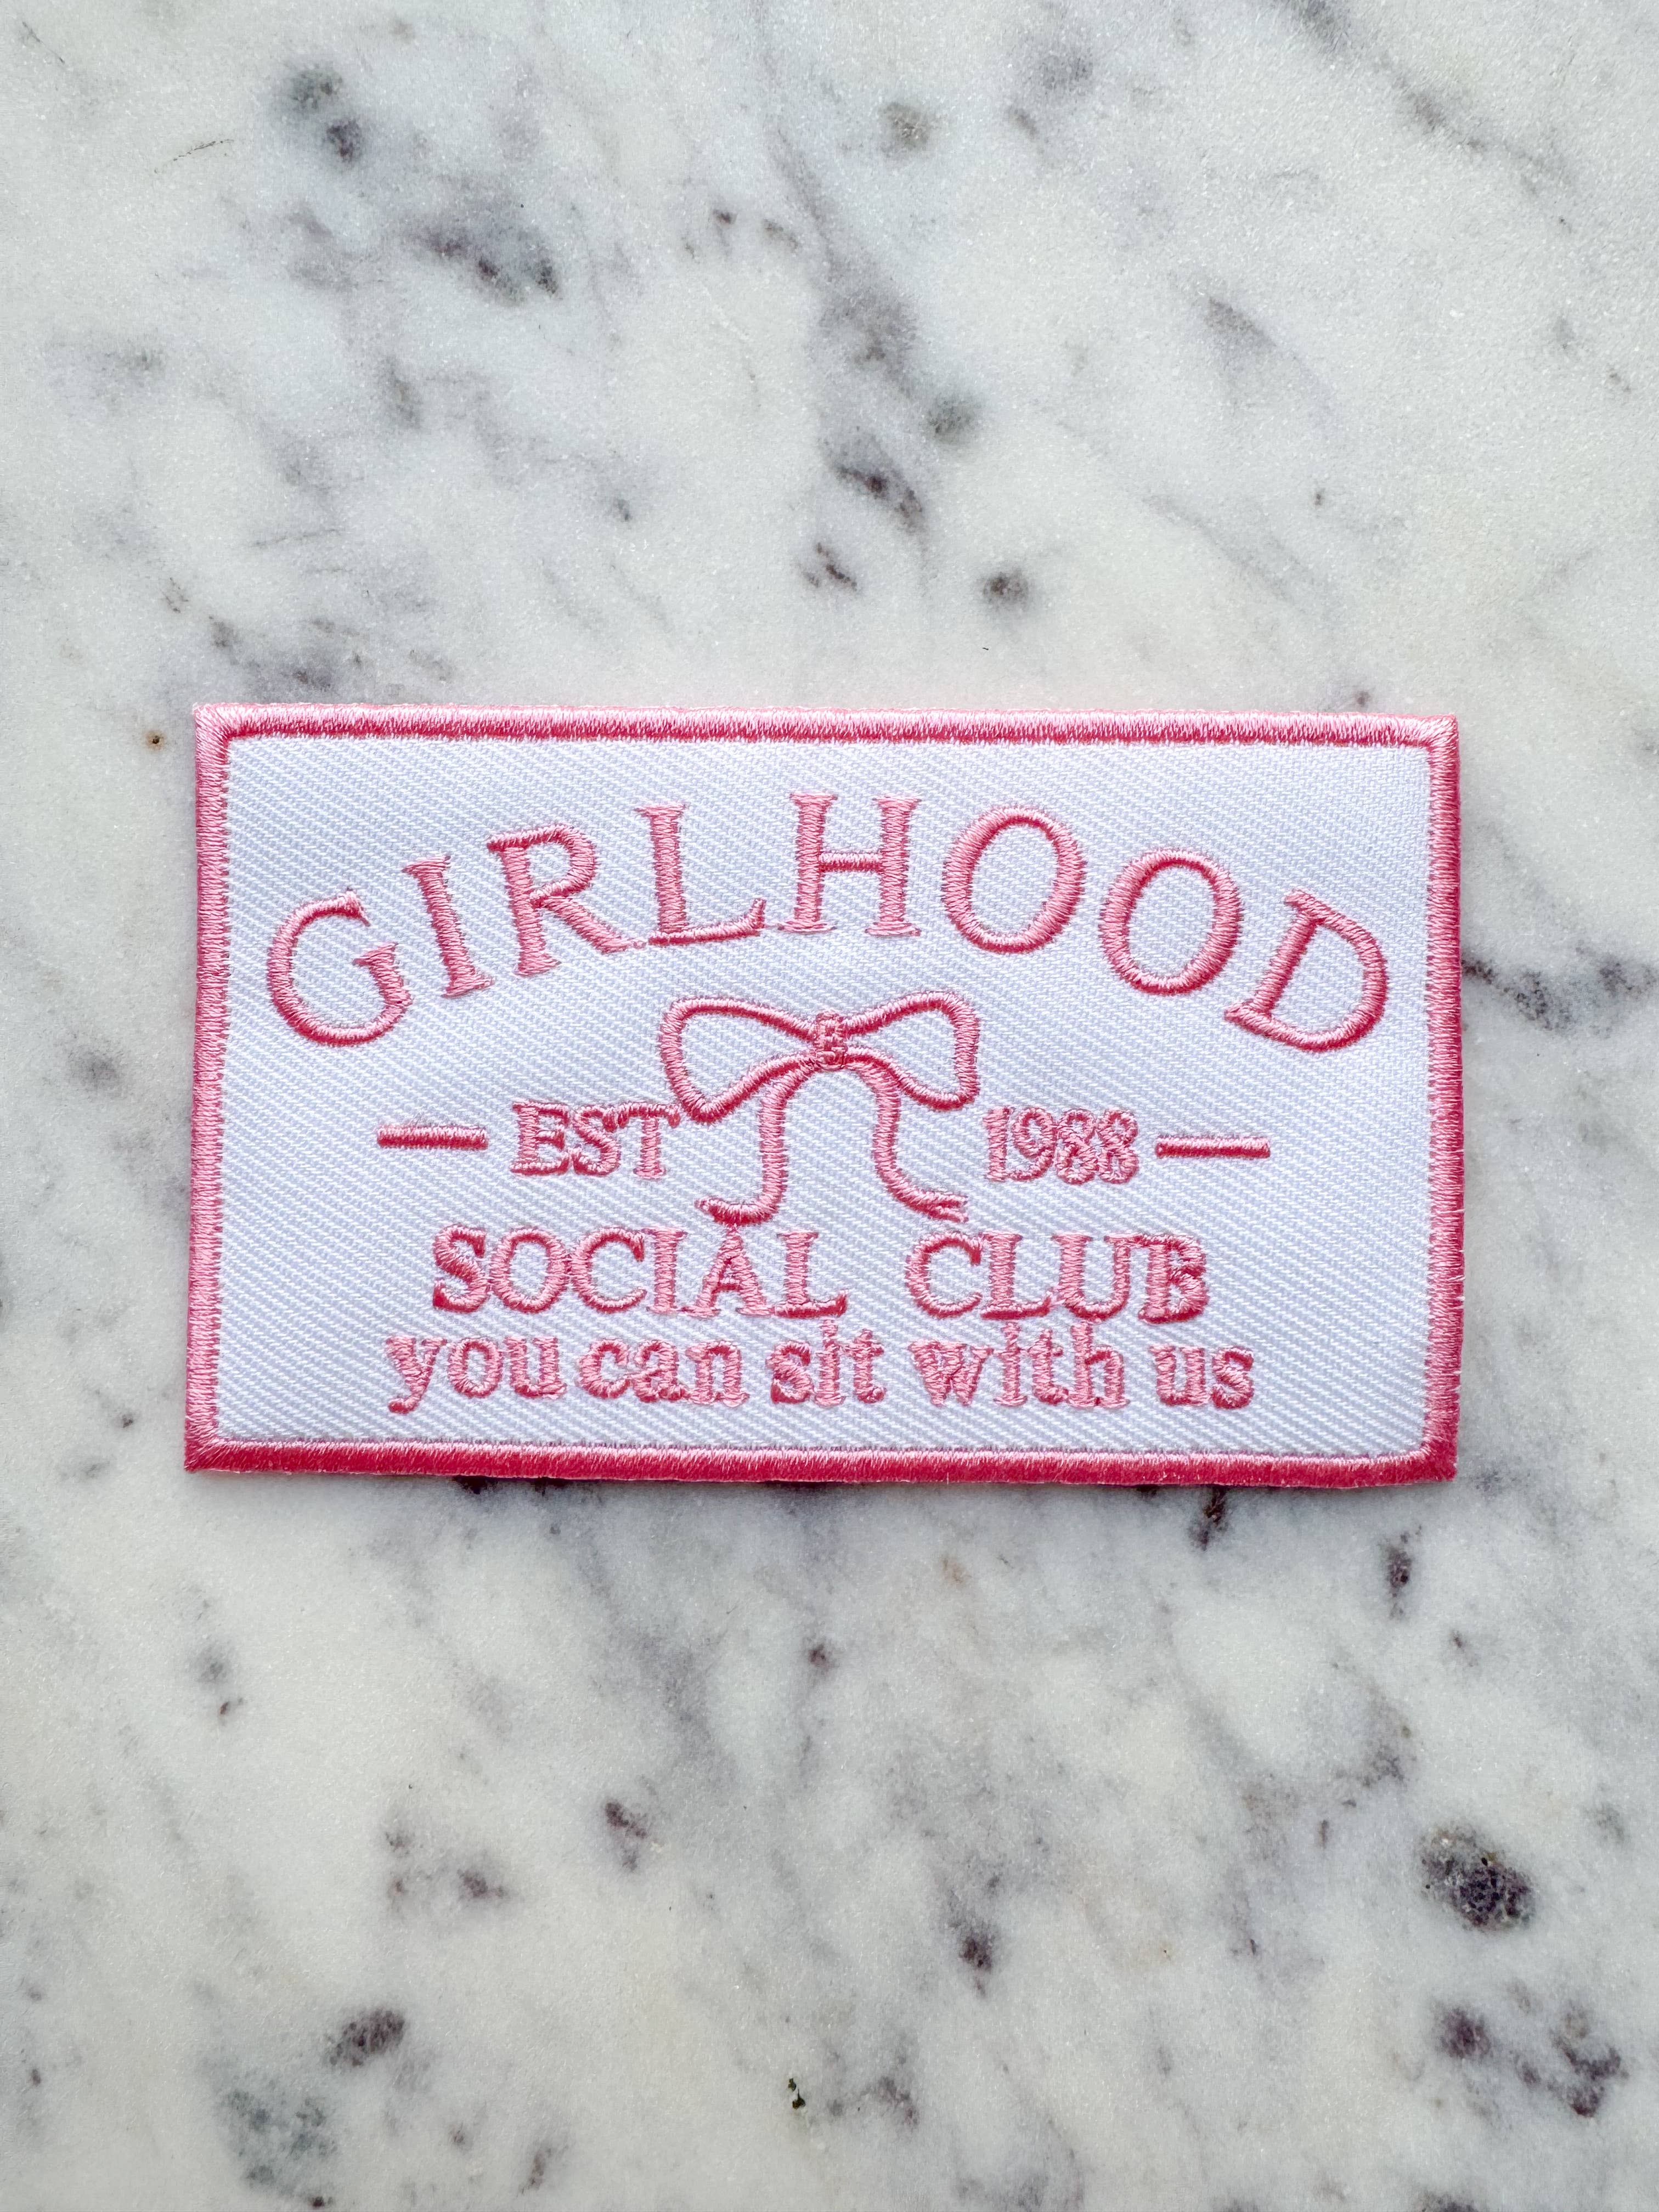 GIRLHOOD
— EST 1988 —
SOCIAL CLUB
you can sit with us